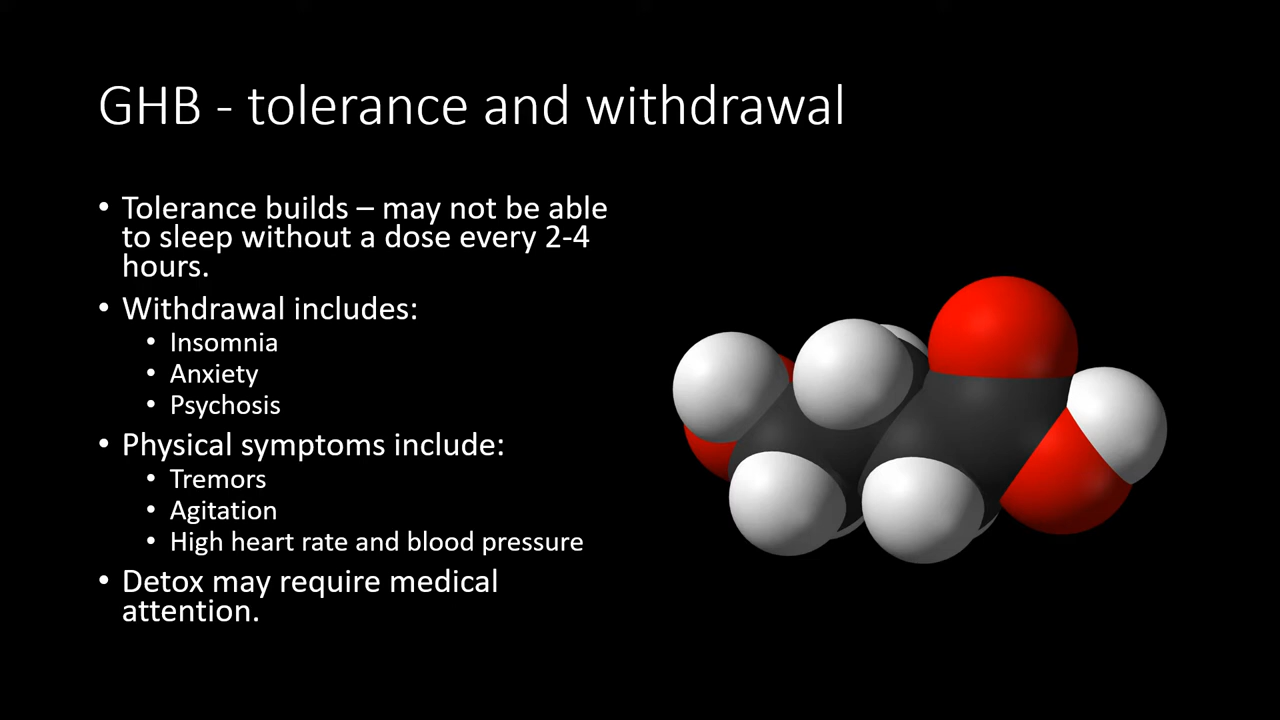 GHB - tolerance and withdrawal
• Tolerance builds – may not be able
to sleep without a dose every 2-4
hours.
• Withdrawal includes:
• Insomnia
• Anxiety
• Psychosis
• Physical symptoms include:
• Tremors
• Agitation
• High heart rate and blood pressure
• Detox may require medical
attention.